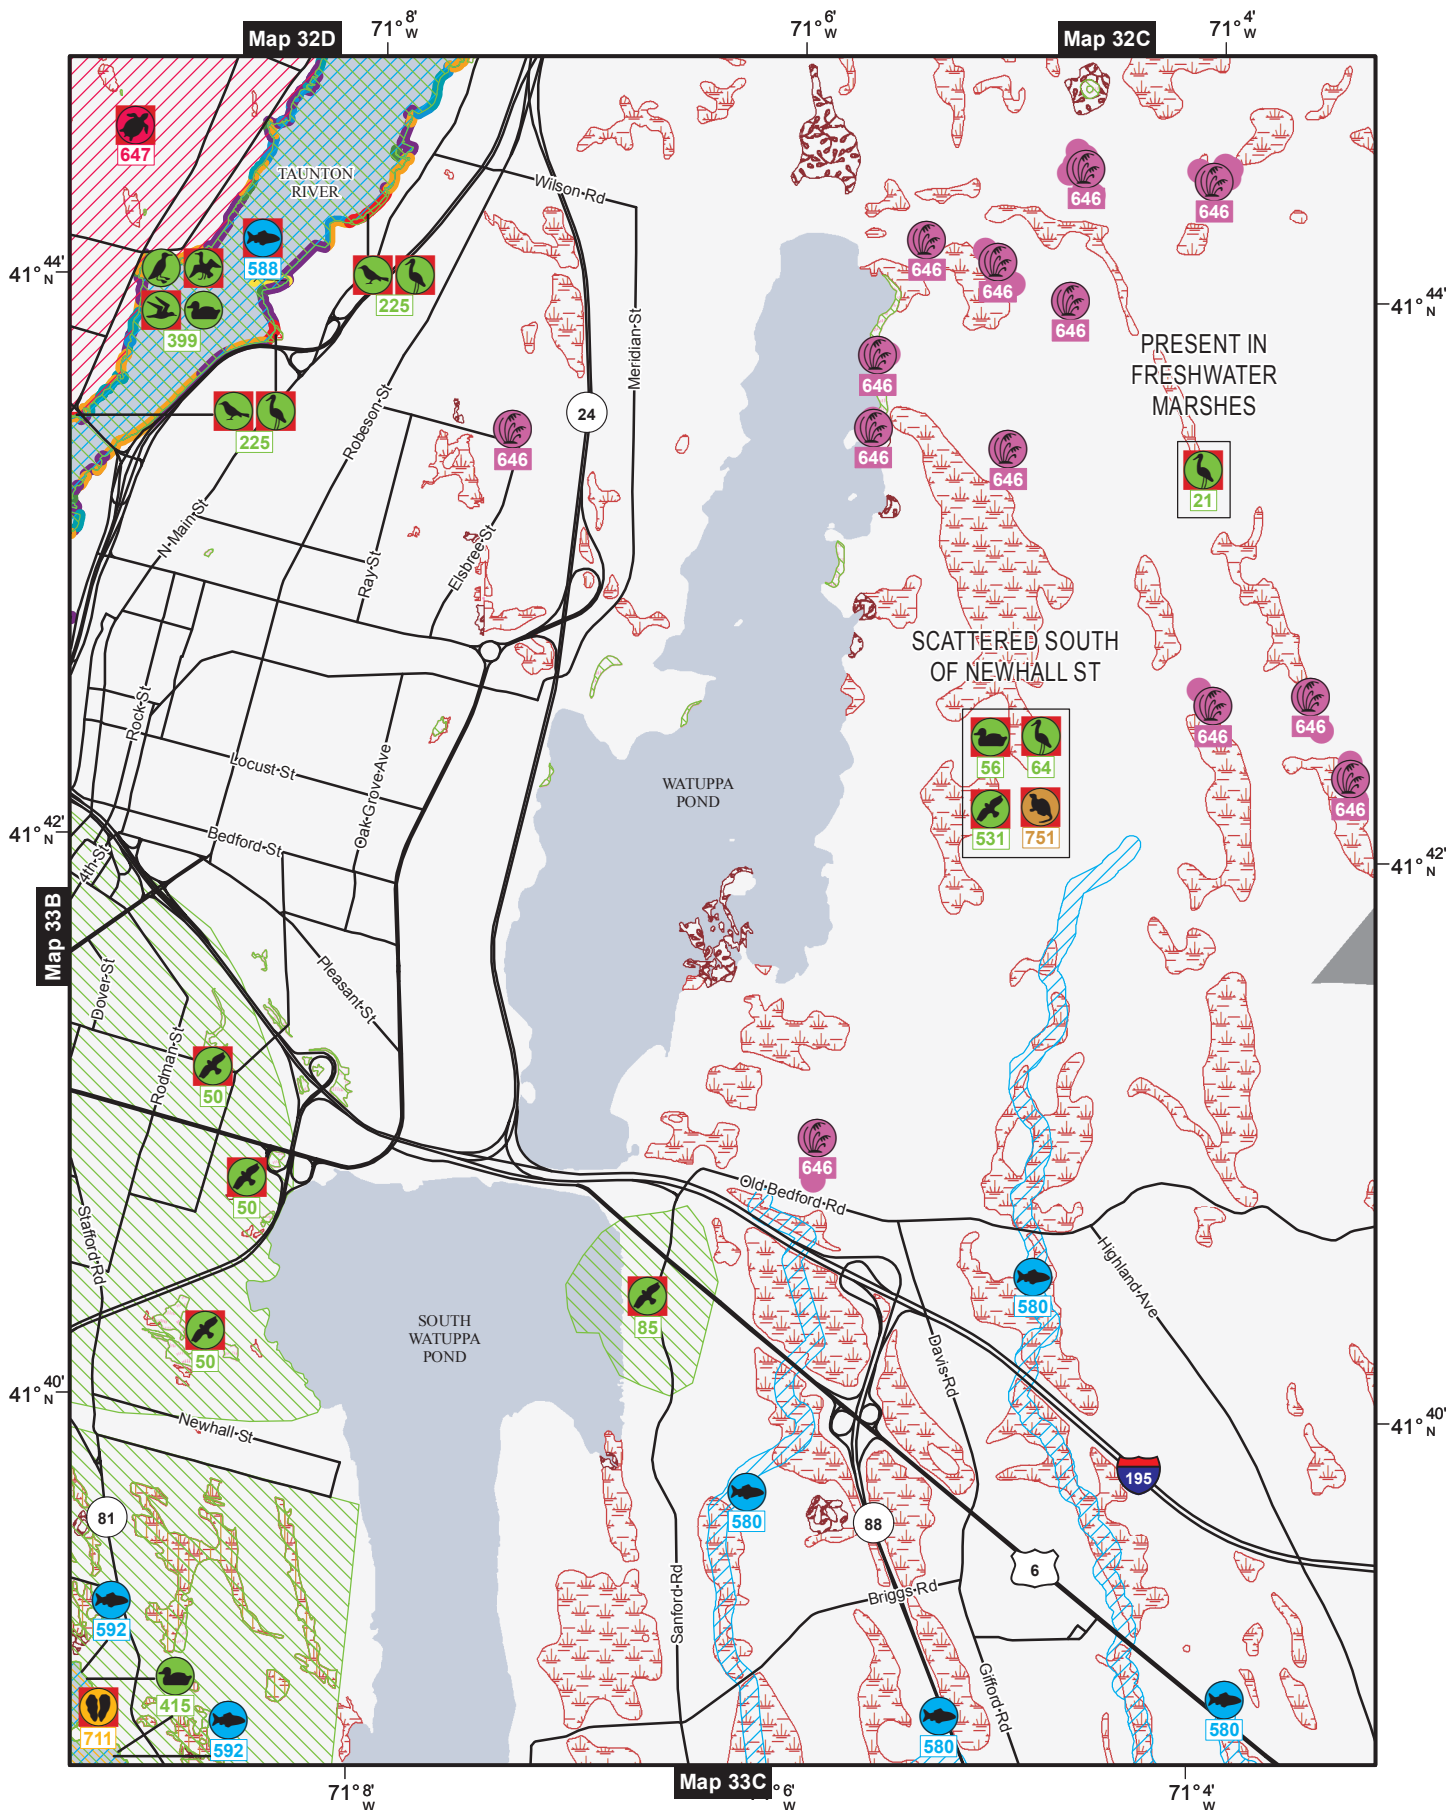 Map 32D
71° 8' W
71° 6' W
Map 32C
71° 4' W
647
TAUNTON
RIVER
Wilson Rd
646
646
588
41° 44' N
225
399
646
646
646
41° 44' N
Meridian St
PRESENT IN
FRESHWATER
MARSHES
646
24
Robeson St
225
646
646
646
21
N Main St
Ray St
Elsbree St
SCATTERED SOUTH
OF NEWHALL ST
Rock St
646
646
Locust St
Oak Grove Ave
WATUPPA
POND
56
64
646
531
751
41° 42' N
Bedford St
4th St
41° 42' N
Map 33B
Dover St
Pleasant St
Rodman St
50
646
50
Old Bedford Rd
Stafford Rd
Highland Ave
580
SOUTH
WATUPPA
POND
85
50
Davis Rd
41° 40' N
Newhall St
41° 40' N
195
580
81
88
6
Sanford Rd
Briggs Rd
592
415
711
592
Gifford Rd
580
580
71° 8' W
Map 33C
71° 6' W
71° 4' W